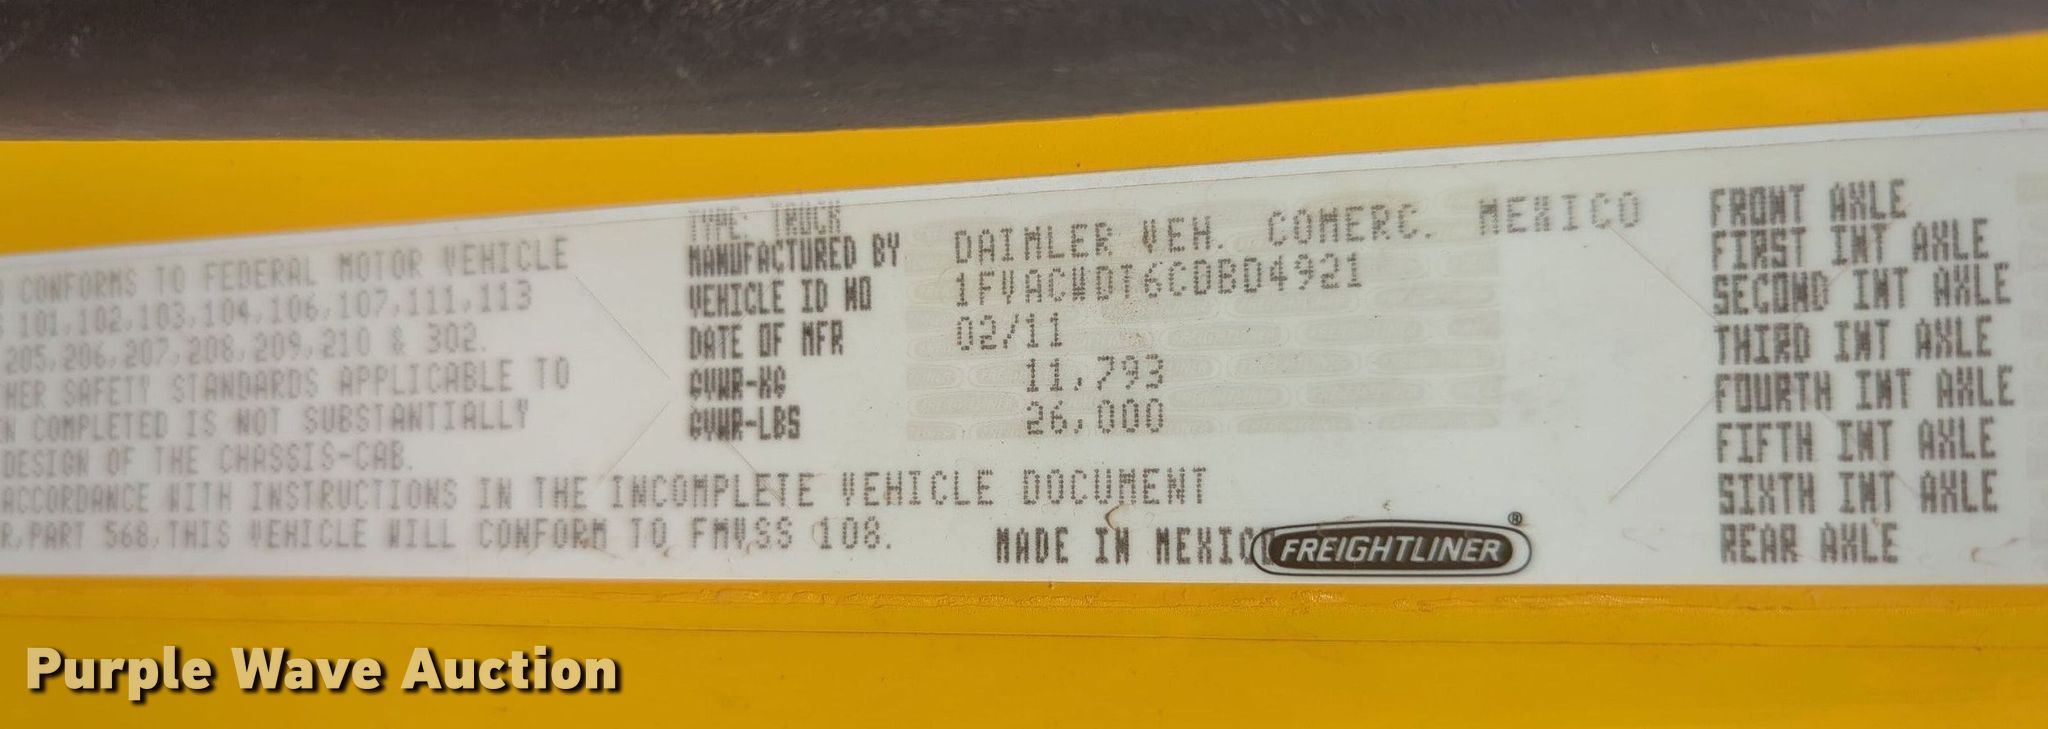 TYPE: TRUCK
CONFORMS TO FEDERAL MOTOR VEHICLE
101,102,103,104,106,107,111,113
205,206,207,208,209,210 & 302.
HER SAFETY STANDARDS APPLICABLE TO
N COMPLETED IS NOT SUBSTANTIALLY
DESIGN OF THE CHASSIS-CAB.
ACCORDANCE WITH INSTRUCTIONS IN THE INCOMPLETE VEHICLE DOCUMENT
R,PART 568,THIS VEHICLE WILL CONFORM TO FMVSS 108.
MANUFACTURED BY DAIMLER VEH. COMERC. MEXICO
VEHICLE ID NO 1FVACWDT6CDBD4921
DATE OF MFR 02/11
GVWR-KG 11,793
GVWR-LBS 26,000
MADE IN MEXICO
FREIGHTLINER®
FRONT AXLE
FIRST INT AXLE
SECOND INT AXLE
THIRD INT AXLE
FOURTH INT AXLE
FIFTH INT AXLE
SIXTH INT AXLE
REAR AXLE
Purple Wave Auction